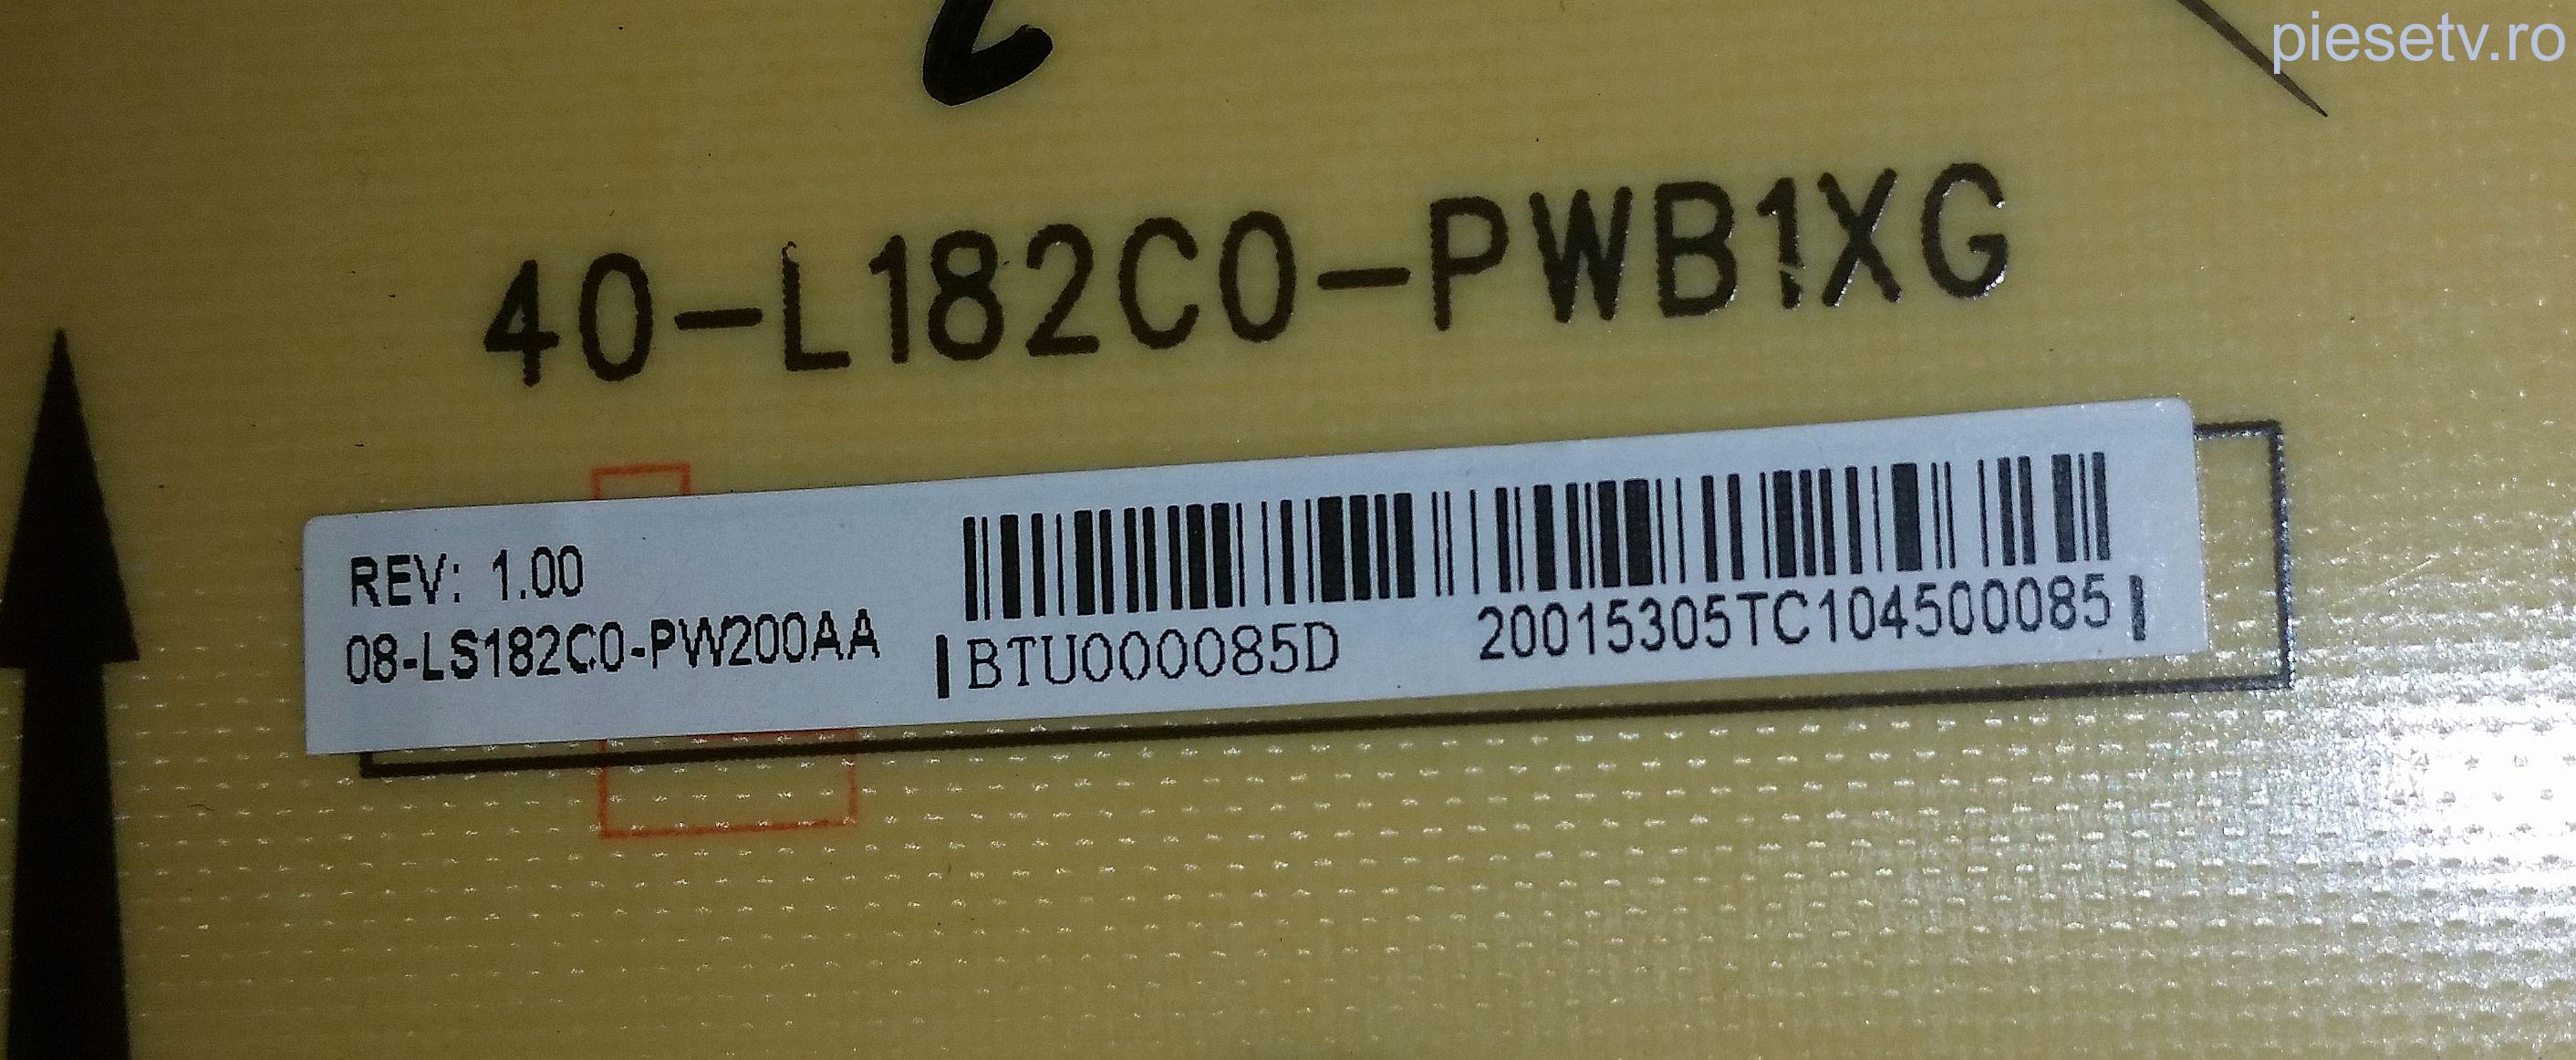 piesetv.ro
40-L182C0-PWB1XG
REV: 1.00
08-LS182C0-PW200AA
BTU000085D 20015305TC104500085